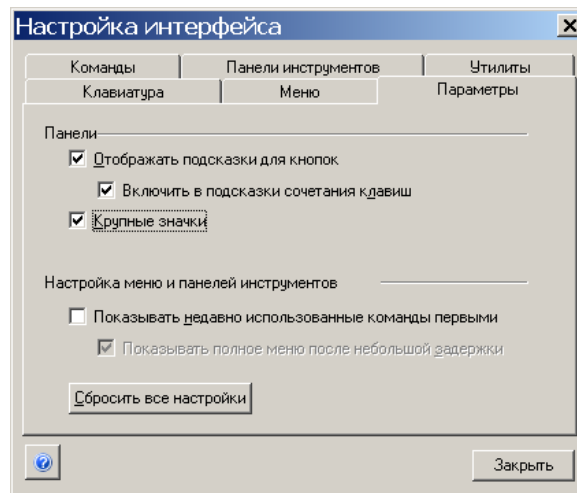 Настройка интерфейса
Команды
Панели инструментов
Утилиты
Клавиатура
Меню
Параметры
Панели
Отображать подсказки для кнопок
Включить в подсказки сочетания клавиш
Крупные значки
Настройка меню и панелей инструментов
Показывать недавно использованные команды первыми
Показывать полное меню после небольшой задержки
Сбросить все настройки
Закрыть